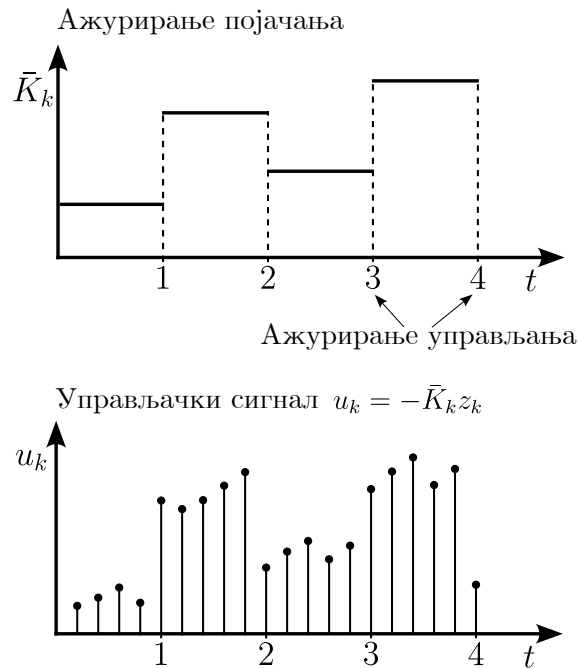 Ажурирање појачања
K̄ₖ
1 2 3 4 t
Ажурирање управљања
Управљачки сигнал uₖ = −K̄ₖzₖ
uₖ
1 2 3 4 t